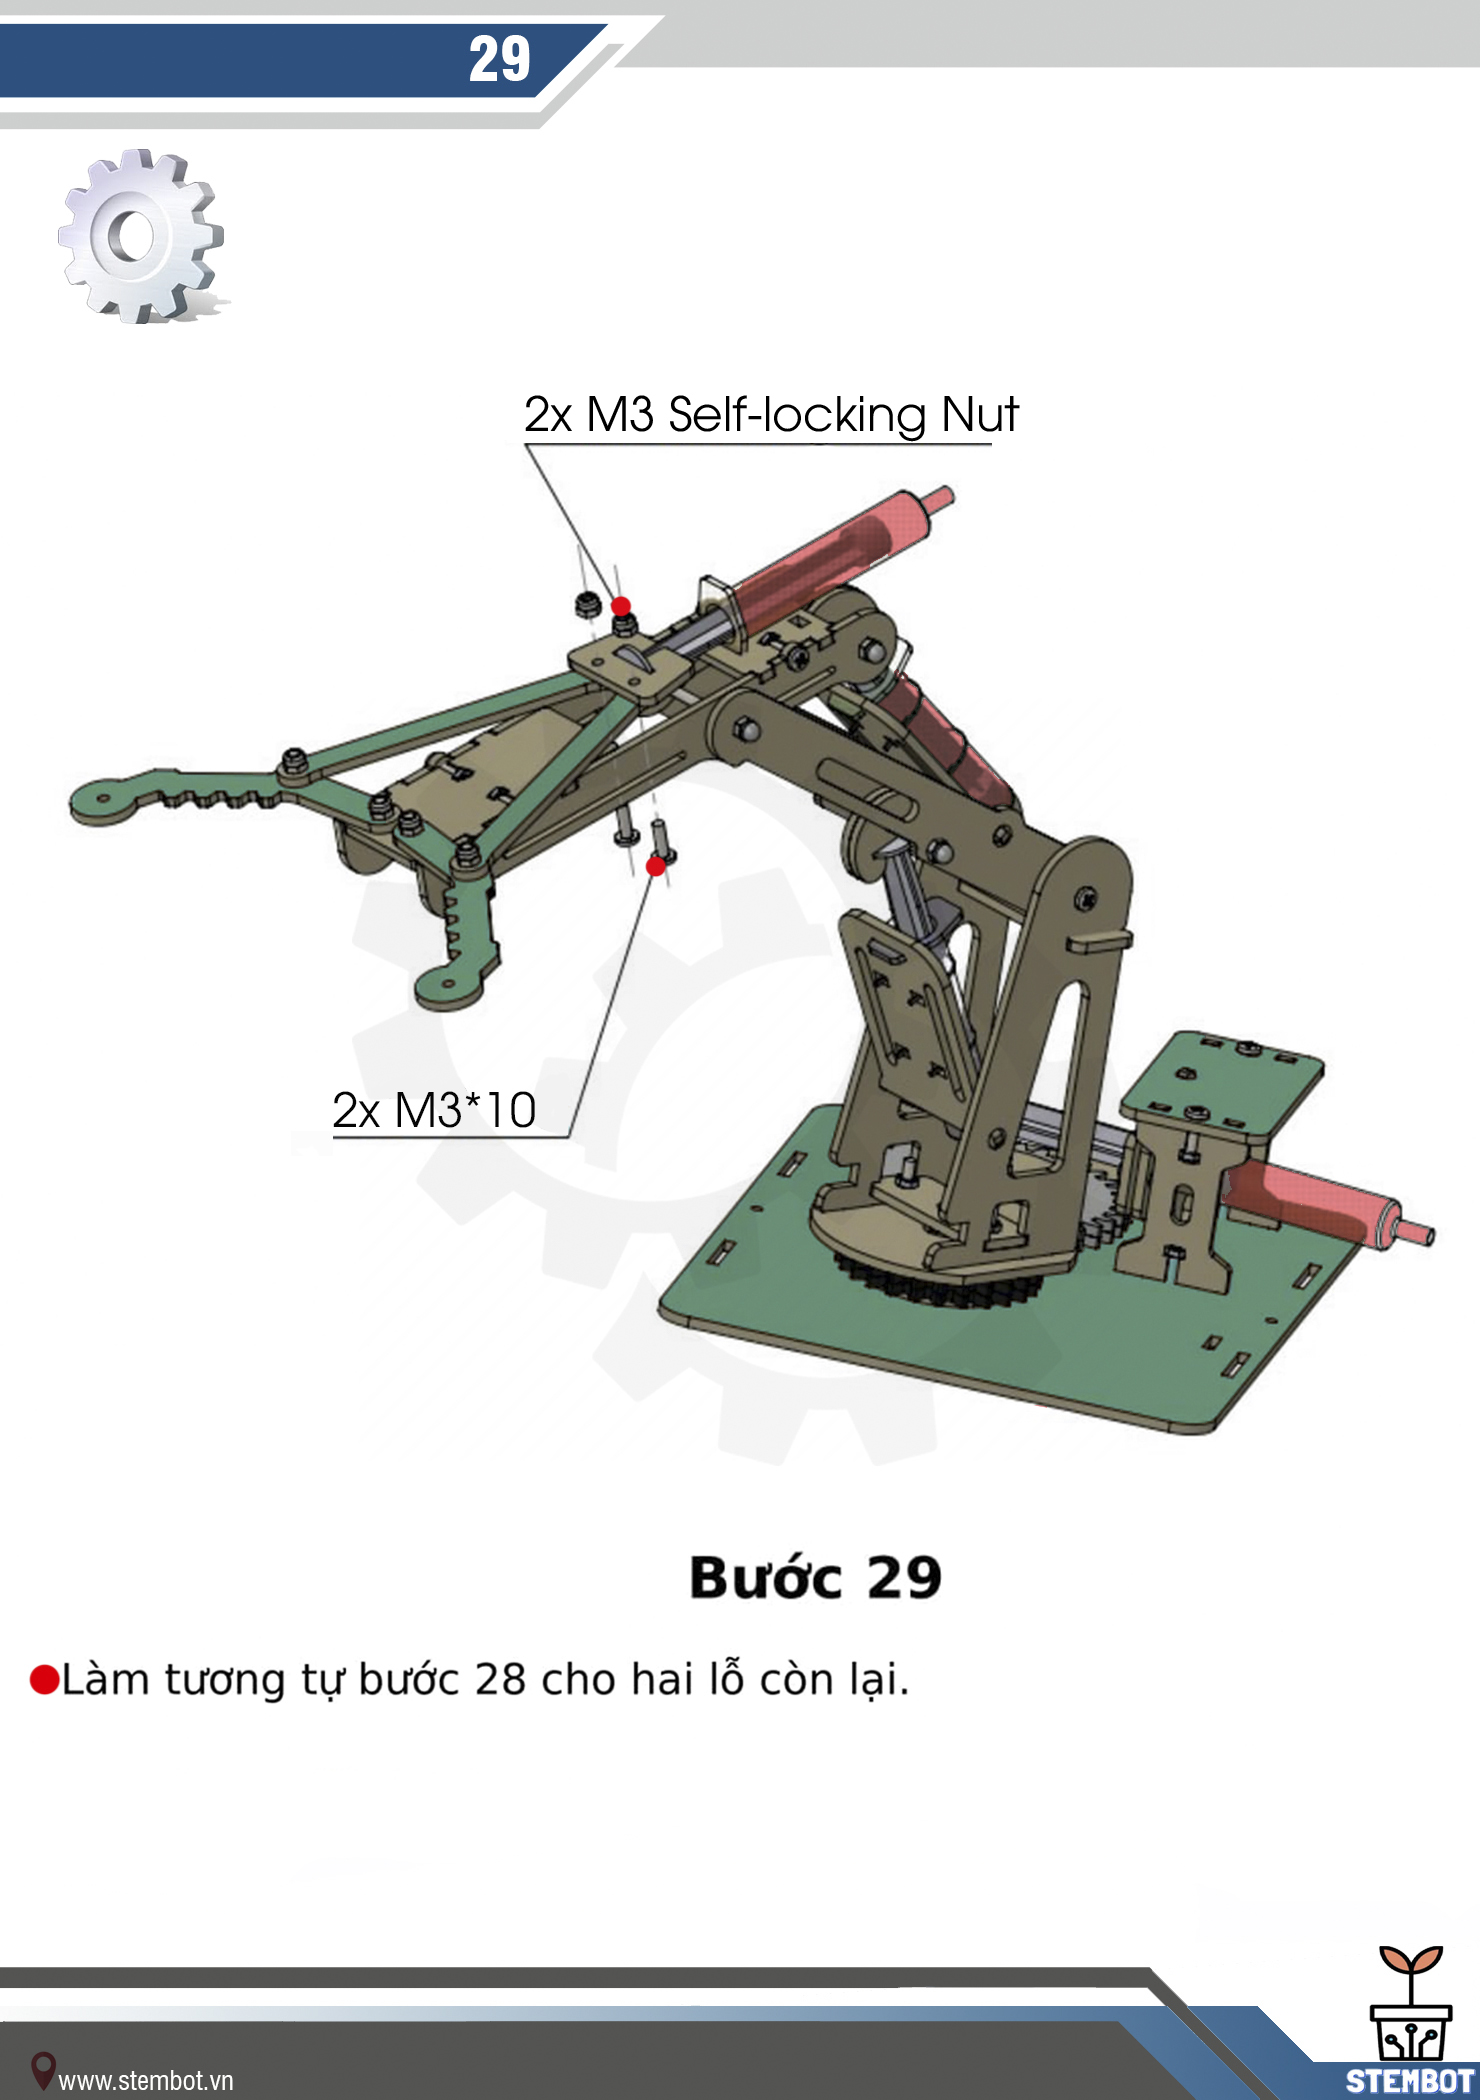 29
2x M3 Self-locking Nut
2x M3*10
Bước 29
Làm tương tự bước 28 cho hai lỗ còn lại.
www.stembot.vn
STEMBOT